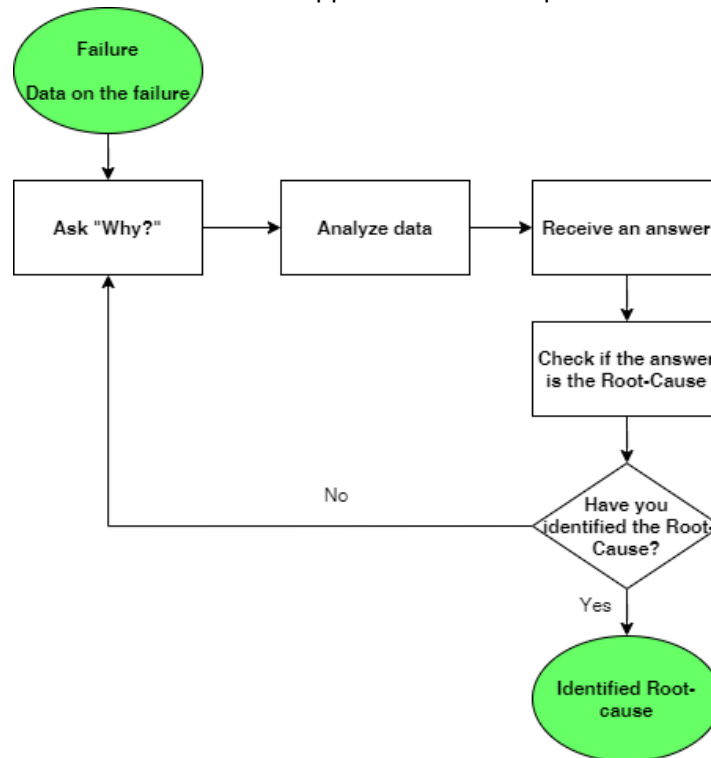 Failure
Data on the failure
Ask "Why?"
Analyze data
Receive an answer
Check if the answer
is the Root-Cause
Have you
identified the Root-
Cause?
No
Yes
Identified Root-
cause